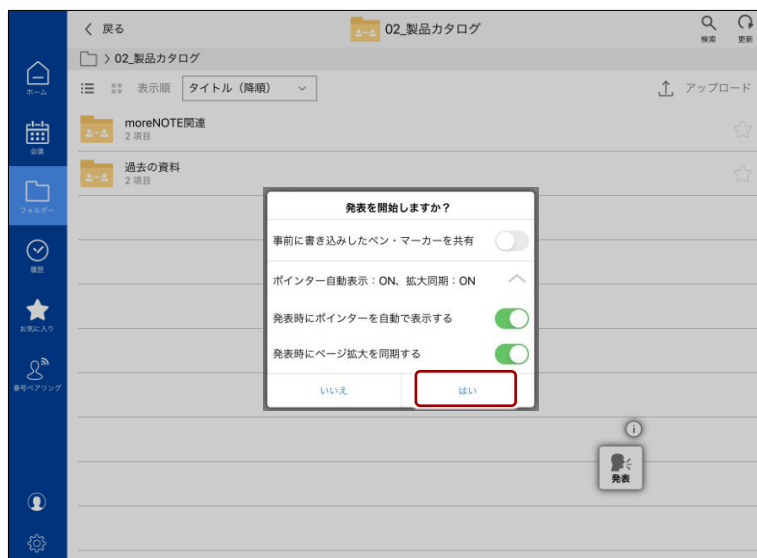 戻る
02_製品カタログ
検索
更新
02_製品カタログ
表示順
タイトル（降順）
アップロード
ホーム
moreNOTE関連
2 項目
会議
過去の資料
2 項目
フォルダー
発表を開始しますか？
事前に書き込みしたペン・マーカーを共有
履歴
ポインター自動表示：ON、拡大同期：ON
発表時にポインターを自動で表示する
お気に入り
発表時にページ拡大を同期する
番号ペアリング
いいえ
はい
発表